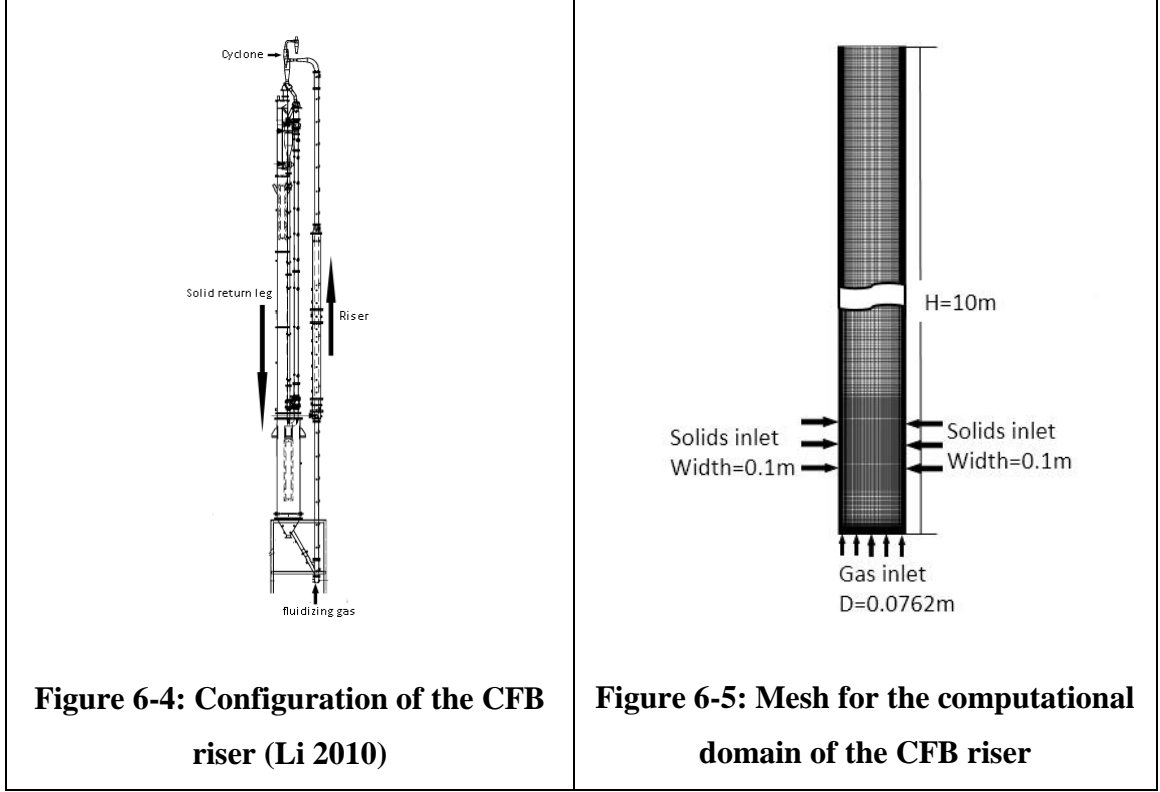 Cyclone
Solid return leg
Riser
fluidizing gas
Figure 6-4: Configuration of the CFB
riser (Li 2010)
H=10m
Solids inlet
Width=0.1m
Solids inlet
Width=0.1m
Gas inlet
D=0.0762m
Figure 6-5: Mesh for the computational
domain of the CFB riser